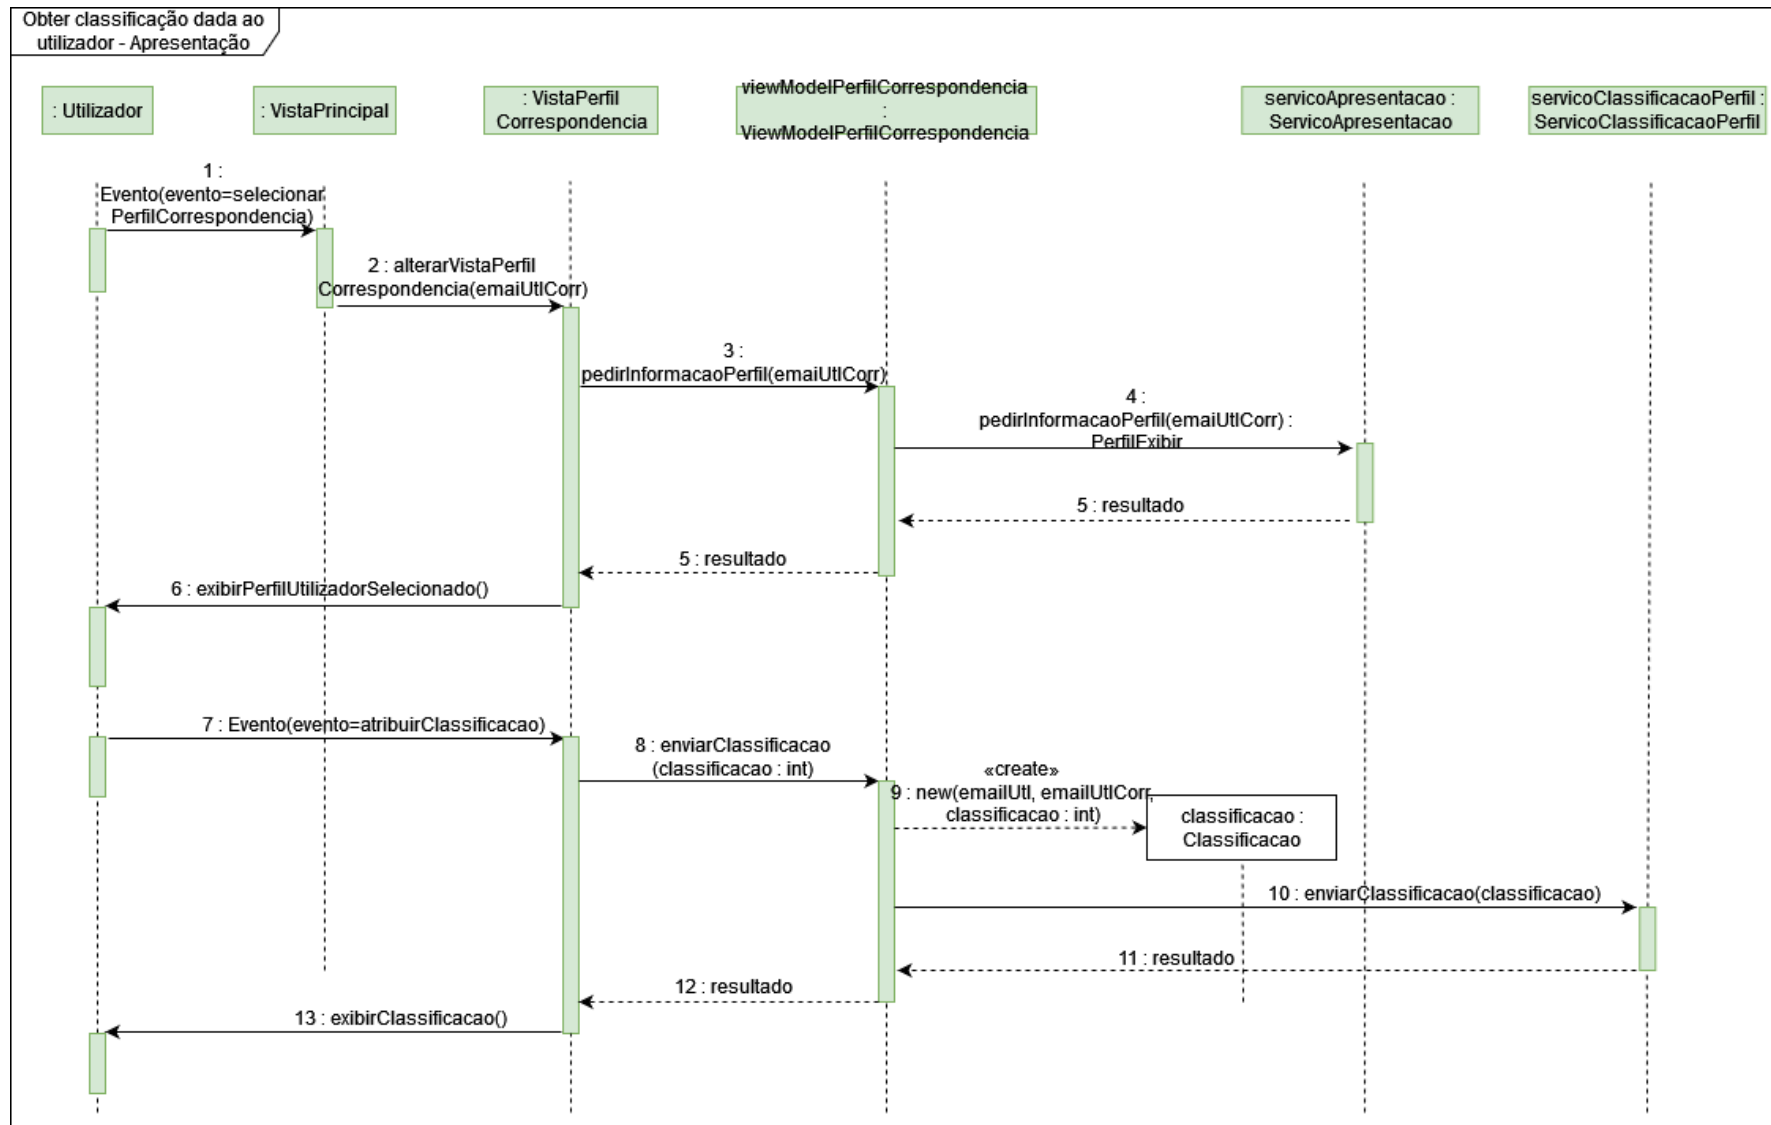 Obter classificação dada ao
utilizador - Apresentação
: Utilizador
: VistaPrincipal
: VistaPerfil
Correspondencia
viewModelPerfilCorrespondencia
:
ViewModelPerfilCorrespondencia
servicoApresentacao :
ServicoApresentacao
servicoClassificacaoPerfil :
ServicoClassificacaoPerfil
1 :
Evento(evento=selecionar
PerfilCorrespondencia)
2 : alterarVistaPerfil
Correspondencia(emaiUtlCorr)
3 :
pedirInformacaoPerfil(emaiUtlCorr)
4 :
pedirInformacaoPerfil(emaiUtlCorr) :
PerfilExibir
5 : resultado
5 : resultado
6 : exibirPerfilUtilizadorSelecionado()
7 : Evento(evento=atribuirClassificacao)
8 : enviarClassificacao
(classificacao : int)
«create»
9 : new(emailUtl, emailUtlCorr,
classificacao : int)
classificacao :
Classificacao
10 : enviarClassificacao(classificacao)
11 : resultado
12 : resultado
13 : exibirClassificacao()